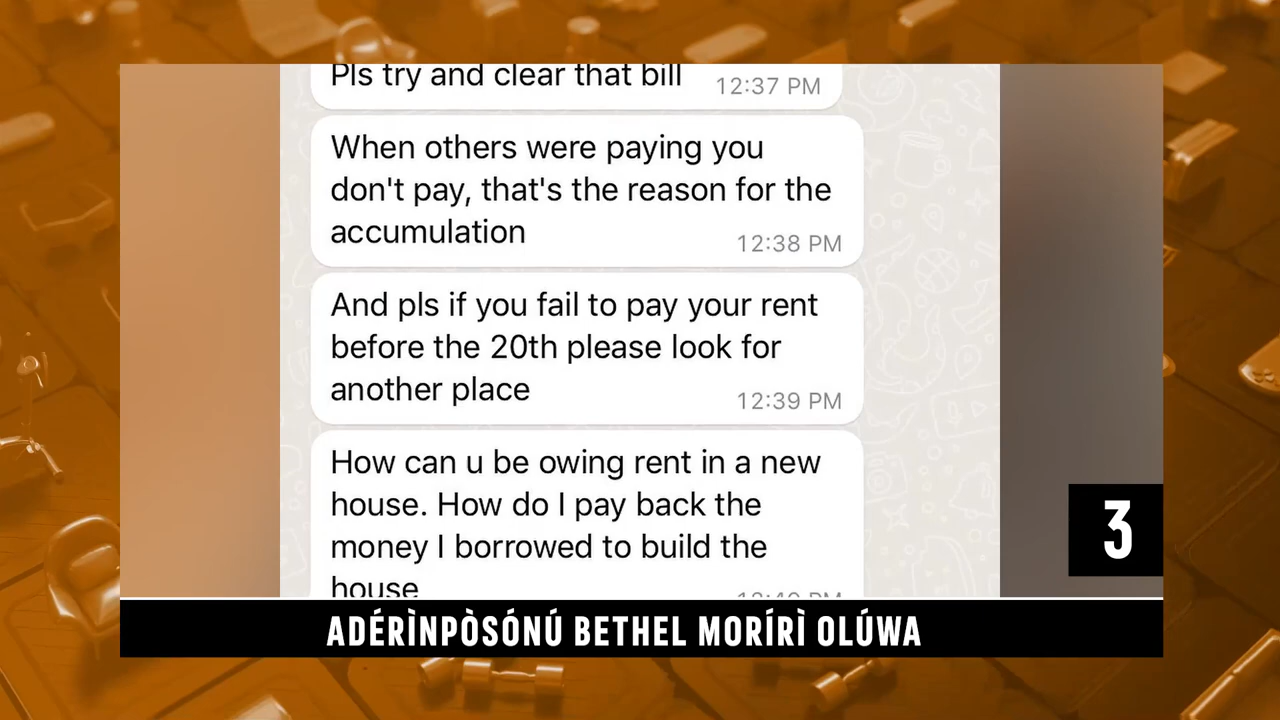 Pls try and clear that bill 12:37 PM
When others were paying you
don't pay, that's the reason for the
accumulation 12:38 PM
And pls if you fail to pay your rent
before the 20th please look for
another place 12:39 PM
How can u be owing rent in a new
house. How do I pay back the
money I borrowed to build the
house
3
ADÉRÌNPÒSÓNÚ BETHEL MORÍRÌ OLÚWA